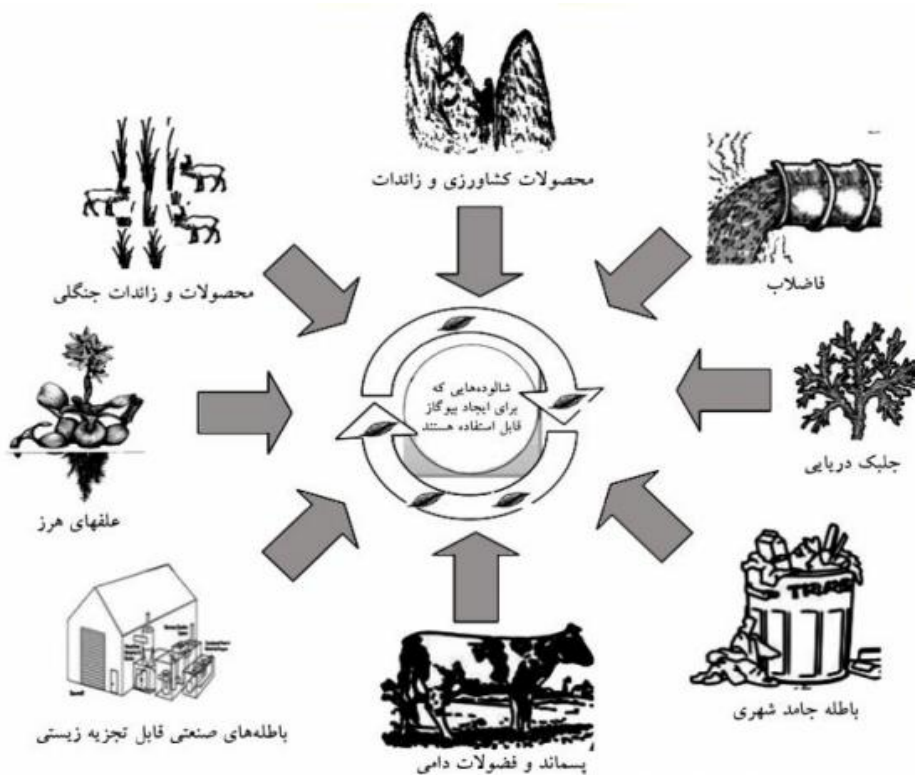 محصولات کشاورزی و زائدات
فاضلاب
محصولات و زائدات جنگلی
شالوده‌هایی که
برای ایجاد بیوگاز
قابل استفاده هستند
جلبک دریایی
علفهای هرز
TRAS
باطله جامد شهری
باطله‌های صنعتی قابل تجزیه زیستی
پسماند و فضولات دامی